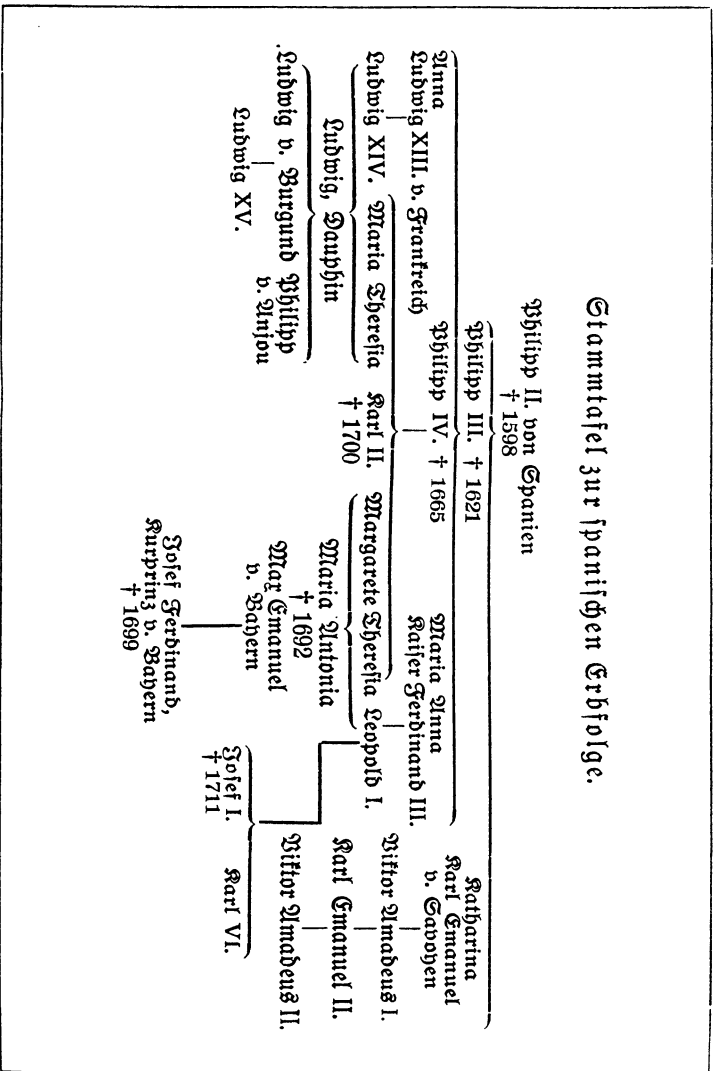 Stammtafel zur spanischen Erbfolge.
Philipp II. von Spanien
† 1598
Philipp III. † 1621
Katharina
Karl Emanuel
v. Savoyen
Anna
Ludwig XIII. v. Frankreich
Philipp IV. † 1665
Maria Anna
Kaiser Ferdinand III.
Viktor Amadeus I.
Ludwig XIV.
Maria Theresia
Karl II.
† 1700
Margarete Theresia
Leopold I.
Karl Emanuel II.
Ludwig, Dauphin
Maria Antonia
† 1692
Max Emanuel
v. Bayern
Viktor Amadeus II.
Ludwig v. Burgund
Philipp
v. Anjou
Josef I.
† 1711
Karl VI.
Ludwig XV.
Josef Ferdinand,
Kurprinz v. Bayern
† 1699